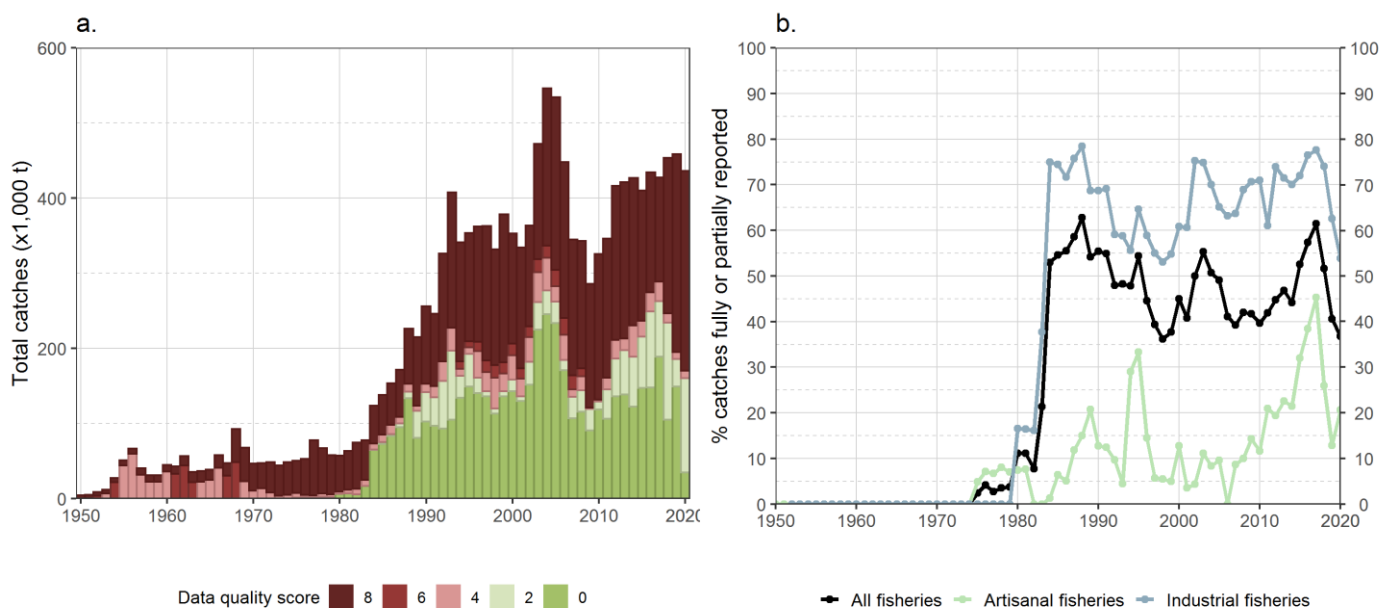 a.
Total catches (x1,000 t)
600
400
200
0
1950 1960 1970 1980 1990 2000 2010 2020
Data quality score 8 6 4 2 0
b.
% catches fully or partially reported
100 100
90 90
80 80
70 70
60 60
50 50
40 40
30 30
20 20
10 10
0 0
1950 1960 1970 1980 1990 2000 2010 2020
All fisheries Artisanal fisheries Industrial fisheries